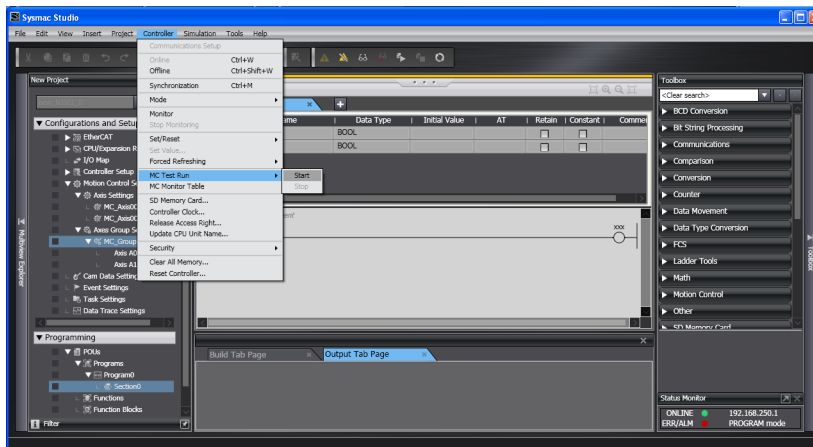 Sysmac Studio
File Edit View Insert Project Controller Simulation Tools Help
Communications Setup
Online Ctrl+W
Offline Ctrl+Shift+W
Synchronization Ctrl+M
Mode
Monitor
Stop Monitoring
Set/Reset
Set Value...
Forced Refreshing
MC Test Run
MC Monitor Table
SD Memory Card...
Controller Clock...
Release Access Right...
Update CPU Unit Name...
Security
Clear All Memory...
Reset Controller...
Start
Stop
New Project
Configurations and Setu
EtherCAT
CPU/Expansion R
I/O Map
Controller Setup
Motion Control S
Axis Settings
MC_Axis00
MC_Axis00
Axes Group S
MC_Group
Axis A0
Axis A1
Cam Data Setting
Event Settings
Task Settings
Data Trace Settings
Programming
POUs
Programs
Program0
Section0
Functions
Function Blocks
Filter
Multiview Explorer
ame Data Type Initial Value AT Retain Constant Commen
BOOL
BOOL
xxx
Build Tab Page
Output Tab Page
Toolbox
<Clear search>
BCD Conversion
Bit String Processing
Communications
Comparison
Conversion
Counter
Data Movement
Data Type Conversion
FCS
Ladder Tools
Math
Motion Control
Other
SD Memory Card
Toolbox
Status Monitor
ONLINE 192.168.250.1
ERR/ALM PROGRAM mode